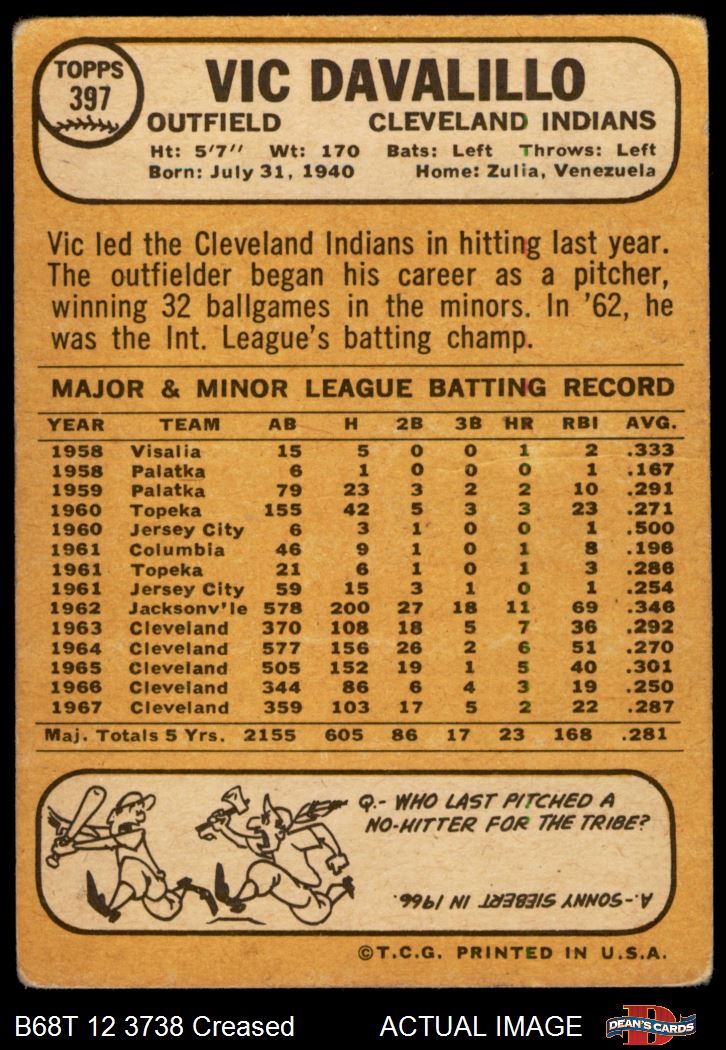 TOPPS
397
VIC DAVALILLO
OUTFIELD CLEVELAND INDIANS
Ht: 5'7" Wt: 170 Bats: Left Throws: Left
Born: July 31, 1940 Home: Zulia, Venezuela
Vic led the Cleveland Indians in hitting last year.
The outfielder began his career as a pitcher,
winning 32 ballgames in the minors. In '62, he
was the Int. League's batting champ.
MAJOR & MINOR LEAGUE BATTING RECORD
YEAR TEAM AB H 2B 3B HR RBI AVG.
1958 Visalia 15 5 0 0 1 2 .333
1958 Palatka 6 1 0 0 0 1 .167
1959 Palatka 79 23 3 2 2 10 .291
1960 Topeka 155 42 5 3 3 23 .271
1960 Jersey City 6 3 1 0 0 1 .500
1961 Columbia 46 9 1 0 1 8 .196
1961 Topeka 21 6 1 0 1 3 .286
1961 Jersey City 59 15 3 1 0 1 .254
1962 Jacksonv'le 578 200 27 18 11 69 .346
1963 Cleveland 370 108 18 5 7 36 .292
1964 Cleveland 577 156 26 2 6 51 .270
1965 Cleveland 505 152 19 1 5 40 .301
1966 Cleveland 344 86 6 4 3 19 .250
1967 Cleveland 359 103 17 5 2 22 .287
Maj. Totals 5 Yrs. 2155 605 86 17 23 168 .281
Q.- WHO LAST PITCHED A
NO-HITTER FOR THE TRIBE?
A.- SONNY SIEBERT IN 1966.
©T.C.G. PRINTED IN U.S.A.
B68T 12 3738 Creased ACTUAL IMAGE DEAN'S CARDS